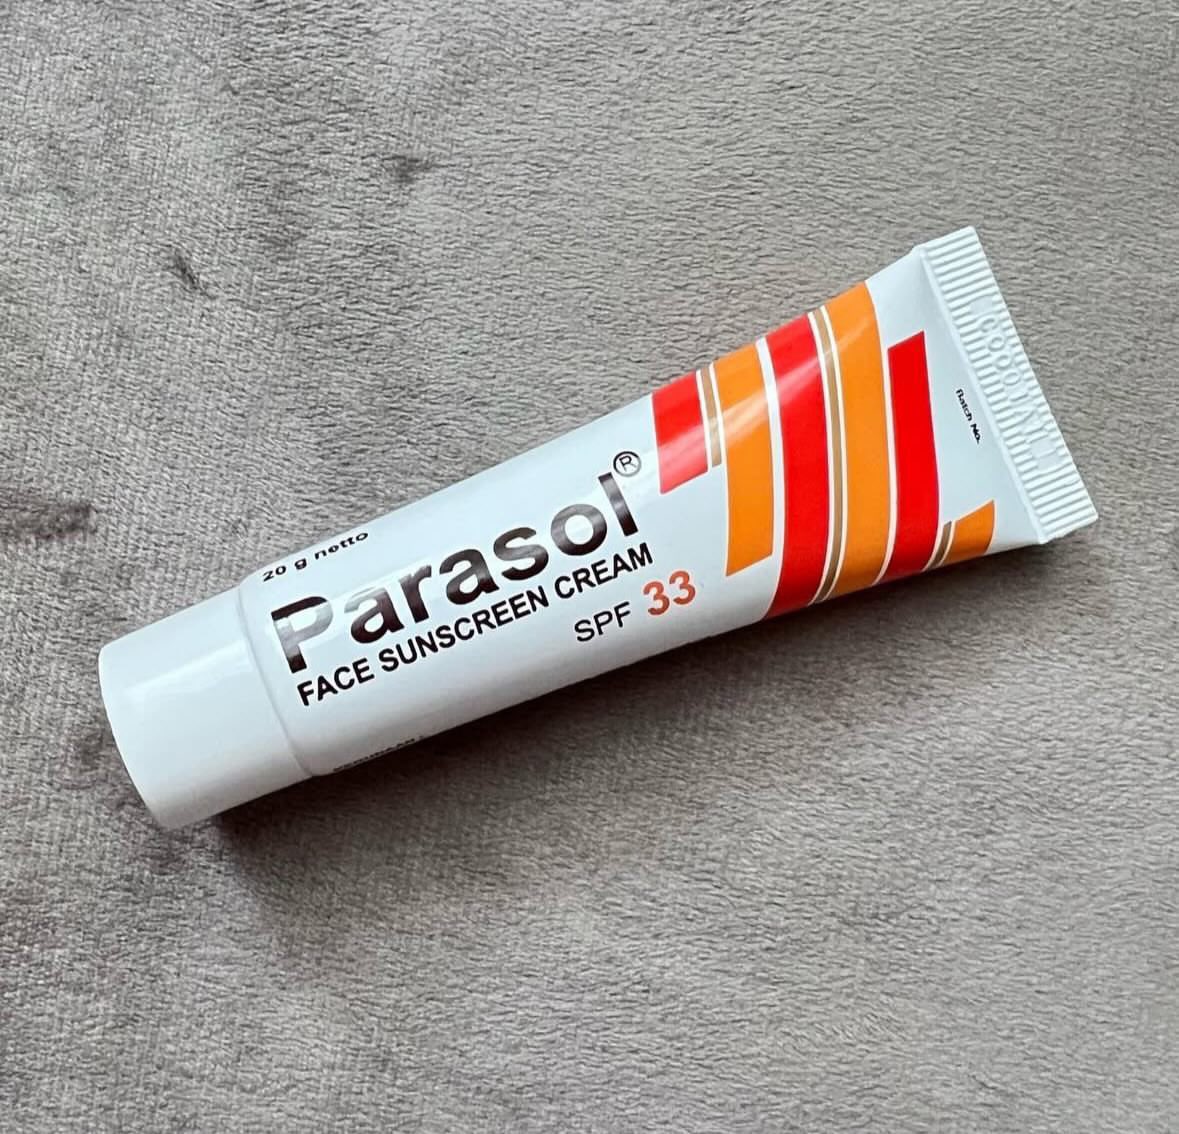 20 g netto
Parasol®
FACE SUNSCREEN CREAM
SPF 33
Batch No.